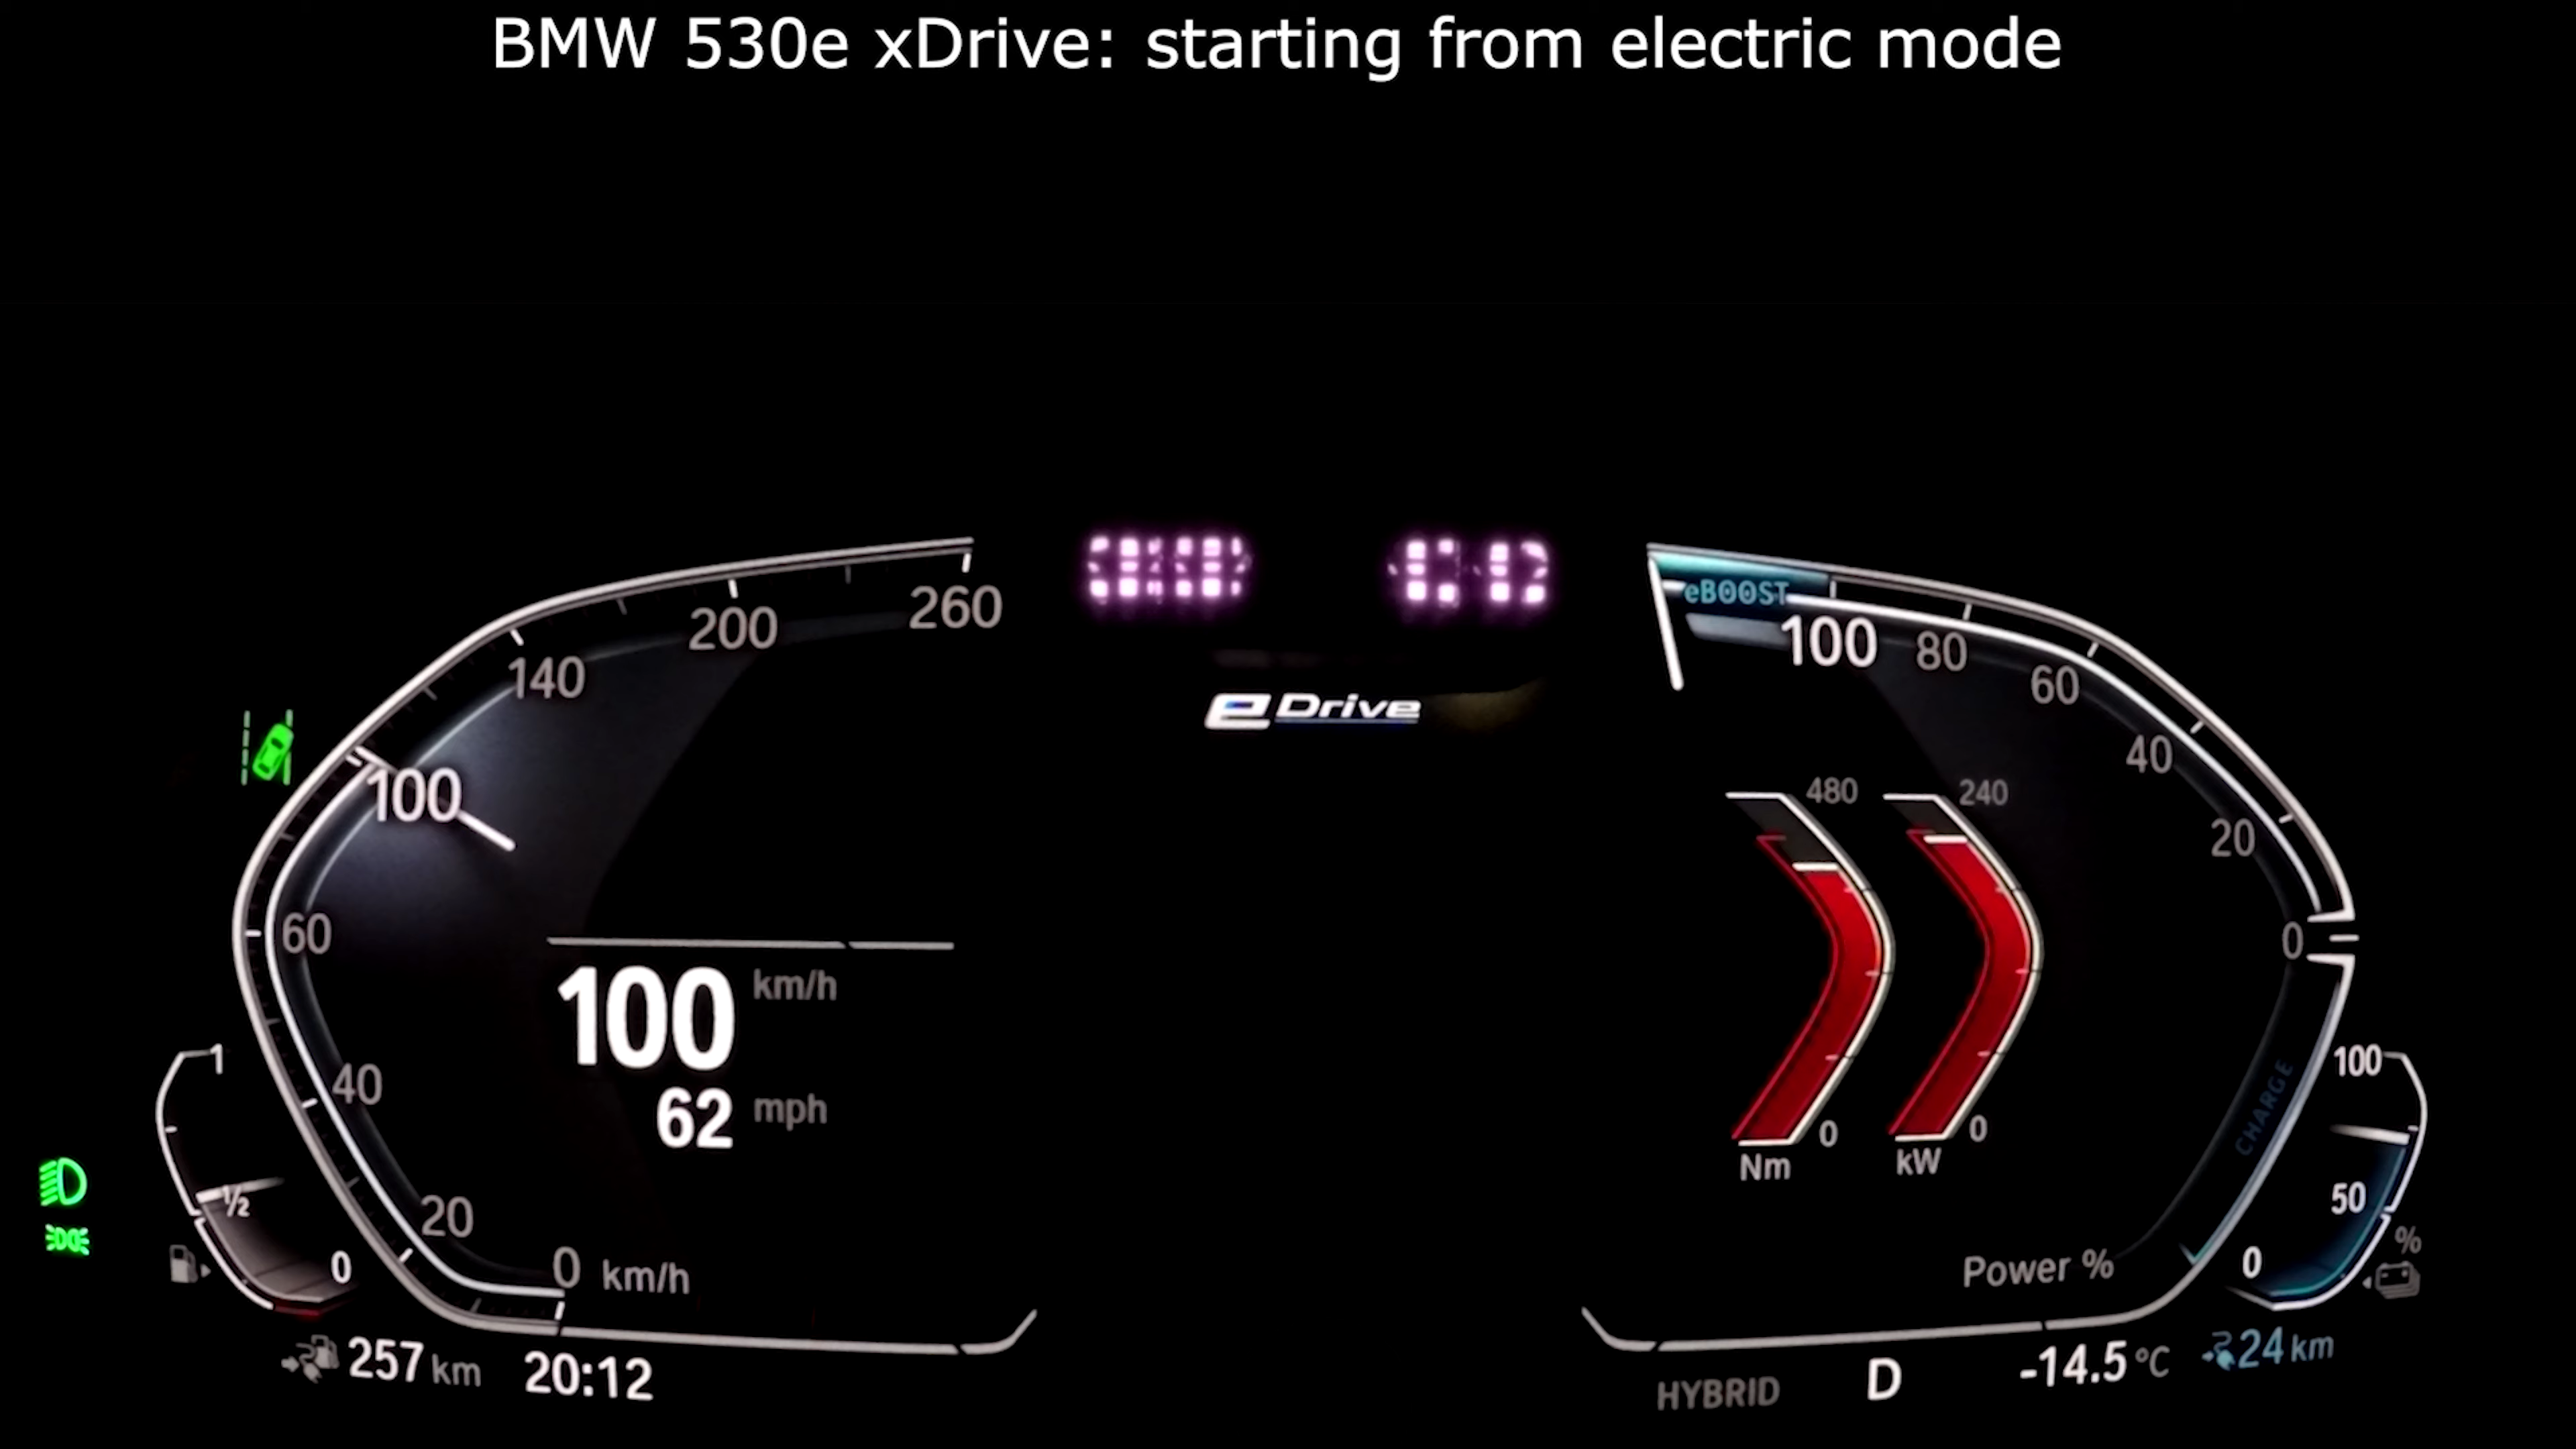 BMW 530e xDrive: starting from electric mode
eBOOST
260
200
140
100
60
40
20
0 km/h
100 80
60
40
20
0
eDrive
480 240
100 km/h
62 mph
0 0
Nm kW
CHARGE
Power %
1
1/2
0
100
50
0
%
257 km 20:12
HYBRID D -14.5 °C 24 km